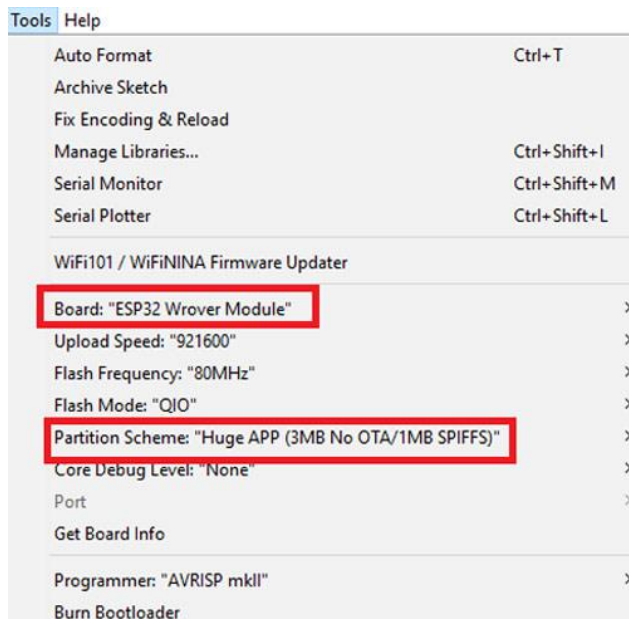 Tools Help
Auto Format Ctrl+T
Archive Sketch
Fix Encoding & Reload
Manage Libraries... Ctrl+Shift+I
Serial Monitor Ctrl+Shift+M
Serial Plotter Ctrl+Shift+L
WiFi101 / WiFiNINA Firmware Updater
Board: "ESP32 Wrover Module"
Upload Speed: "921600"
Flash Frequency: "80MHz"
Flash Mode: "QIO"
Partition Scheme: "Huge APP (3MB No OTA/1MB SPIFFS)"
Core Debug Level: "None"
Port
Get Board Info
Programmer: "AVRISP mkII"
Burn Bootloader